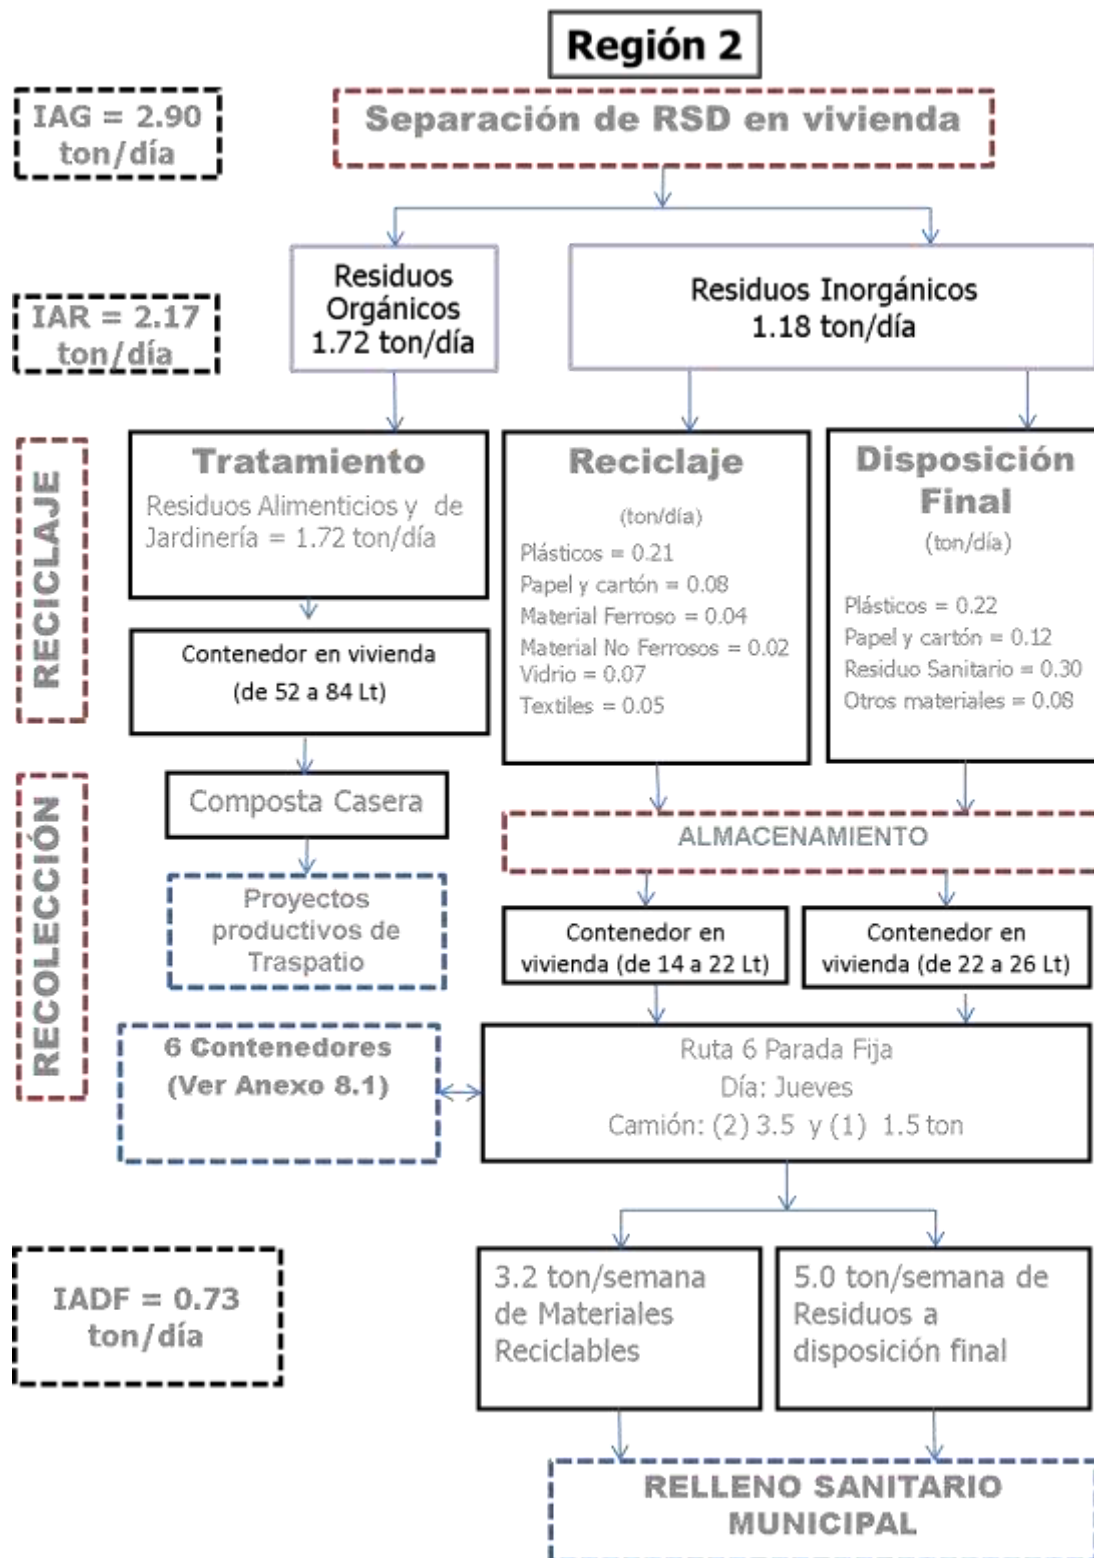 Región 2
IAG = 2.90
ton/día
Separación de RSD en vivienda
Residuos
Orgánicos
1.72 ton/día
Residuos Inorgánicos
1.18 ton/día
IAR = 2.17
ton/día
RECICLAJE
Tratamiento
Residuos Alimenticios y de
Jardinería = 1.72 ton/día
Reciclaje
(ton/día)
Plásticos = 0.21
Papel y cartón = 0.08
Material Ferroso = 0.04
Material No Ferrosos = 0.02
Vidrio = 0.07
Textiles = 0.05
Disposición
Final
(ton/día)
Plásticos = 0.22
Papel y cartón = 0.12
Residuo Sanitario = 0.30
Otros materiales = 0.08
Contenedor en vivienda
(de 52 a 84 Lt)
RECOLECCIÓN
Composta Casera
ALMACENAMIENTO
Proyectos
productivos de
Traspatio
Contenedor en
vivienda (de 14 a 22 Lt)
Contenedor en
vivienda (de 22 a 26 Lt)
6 Contenedores
(Ver Anexo 8.1)
Ruta 6 Parada Fija
Día: Jueves
Camión: (2) 3.5 y (1) 1.5 ton
IADF = 0.73
ton/día
3.2 ton/semana
de Materiales
Reciclables
5.0 ton/semana de
Residuos a
disposición final
RELLENO SANITARIO
MUNICIPAL